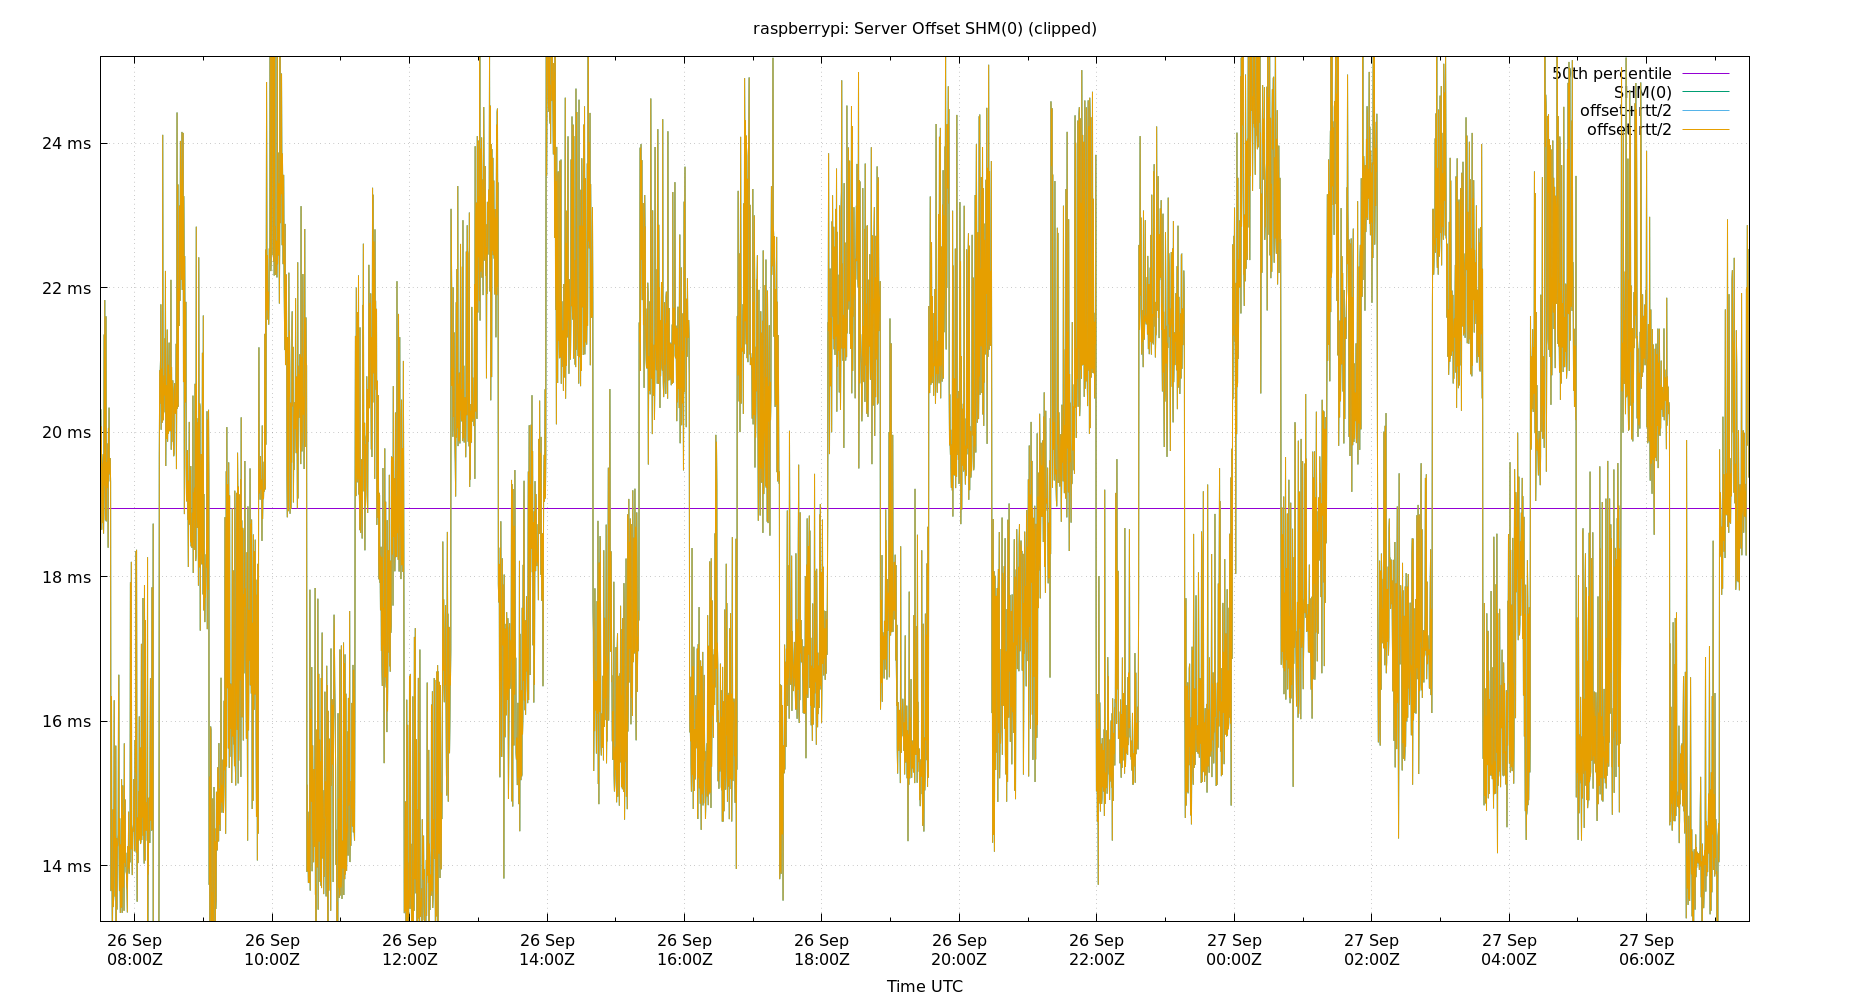 raspberrypi: Server Offset SHM(0) (clipped)
50th percentile
SHM(0)
offset+rtt/2
offset-rtt/2
24 ms
22 ms
20 ms
18 ms
16 ms
14 ms
26 Sep 26 Sep 26 Sep 26 Sep 26 Sep 26 Sep 26 Sep 26 Sep 27 Sep 27 Sep 27 Sep 27 Sep
08:00Z 10:00Z 12:00Z 14:00Z 16:00Z 18:00Z 20:00Z 22:00Z 00:00Z 02:00Z 04:00Z 06:00Z
Time UTC